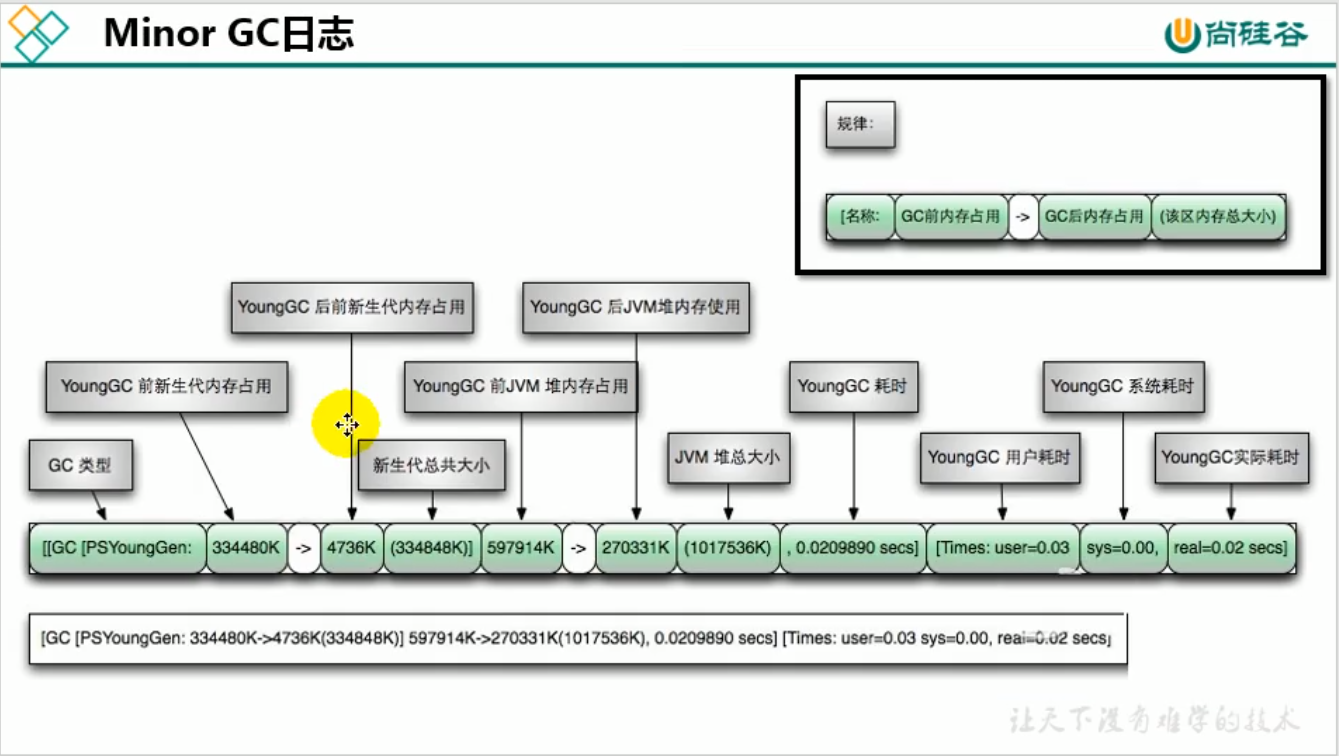 Minor GC日志
尚硅谷
规律:
[名称: GC前内存占用 -> GC后内存占用 (该区内存总大小)
YoungGC 后前新生代内存占用
YoungGC 后JVM堆内存使用
YoungGC 前新生代内存占用
YoungGC 前JVM 堆内存占用
YoungGC 耗时
YoungGC 系统耗时
GC 类型
新生代总共大小
JVM 堆总大小
YoungGC 用户耗时
YoungGC实际耗时
[[GC [PSYoungGen: 334480K -> 4736K (334848K)] 597914K -> 270331K (1017536K) , 0.0209890 secs] [Times: user=0.03 sys=0.00, real=0.02 secs]
[GC [PSYoungGen: 334480K->4736K(334848K)] 597914K->270331K(1017536K), 0.0209890 secs] [Times: user=0.03 sys=0.00, real=0.02 secs]
让天下没有难学的技术